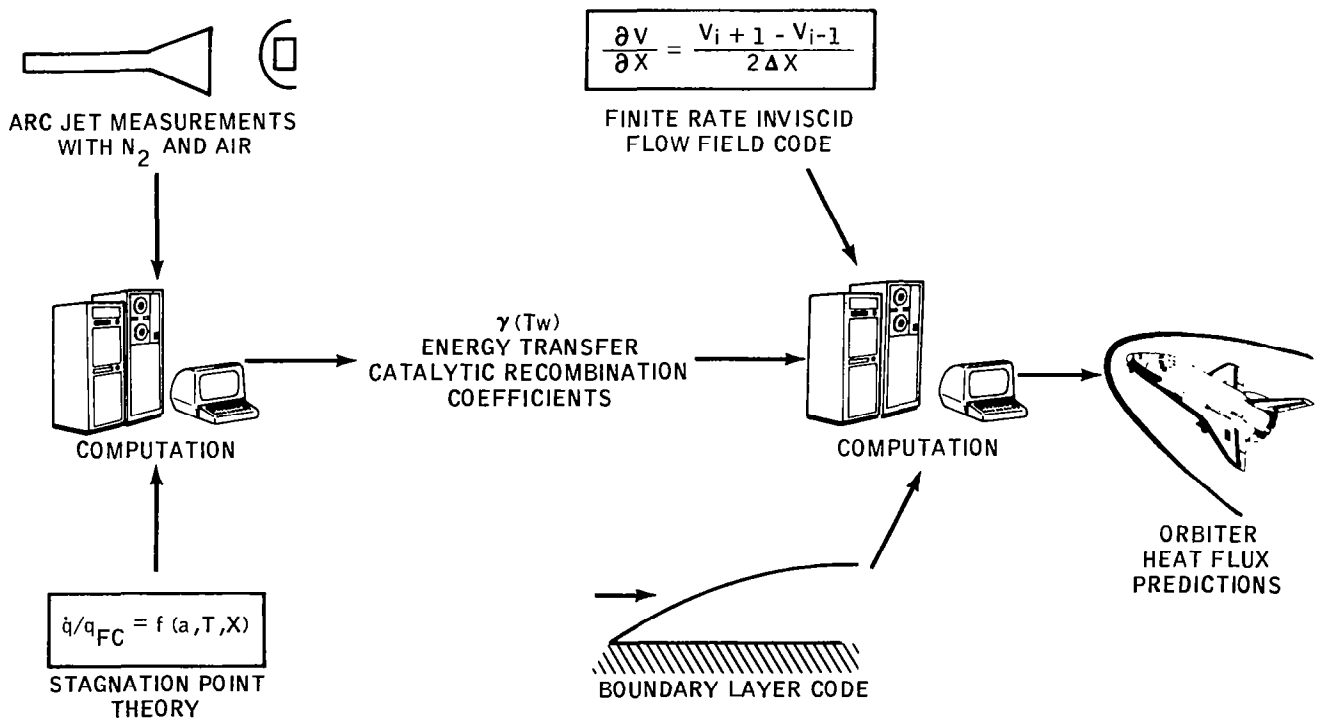 ARC JET MEASUREMENTS
WITH N₂ AND AIR
∂V/∂X = (Vi + 1 - Vi-1)/(2 Δ X)
FINITE RATE INVISCID
FLOW FIELD CODE
COMPUTATION
γ (Tw)
ENERGY TRANSFER
CATALYTIC RECOMBINATION
COEFFICIENTS
COMPUTATION
ORBITER
HEAT FLUX
PREDICTIONS
q̇/qFC = f (a,T,X)
STAGNATION POINT
THEORY
BOUNDARY LAYER CODE